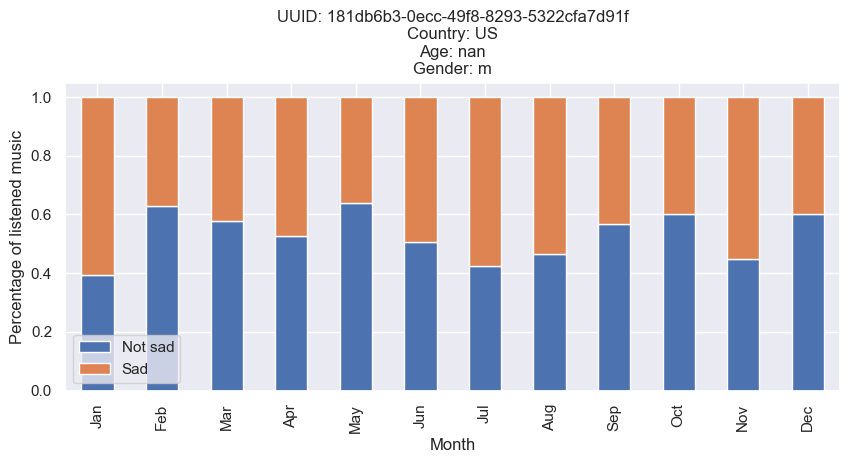 UUID: 181db6b3-0ecc-49f8-8293-5322cfa7d91f
Country: US
Age: nan
Gender: m
Percentage of listened music
1.0
0.8
0.6
0.4
0.2
0.0
Not sad
Sad
Jan
Feb
Mar
Apr
May
Jun
Jul
Aug
Sep
Oct
Nov
Dec
Month